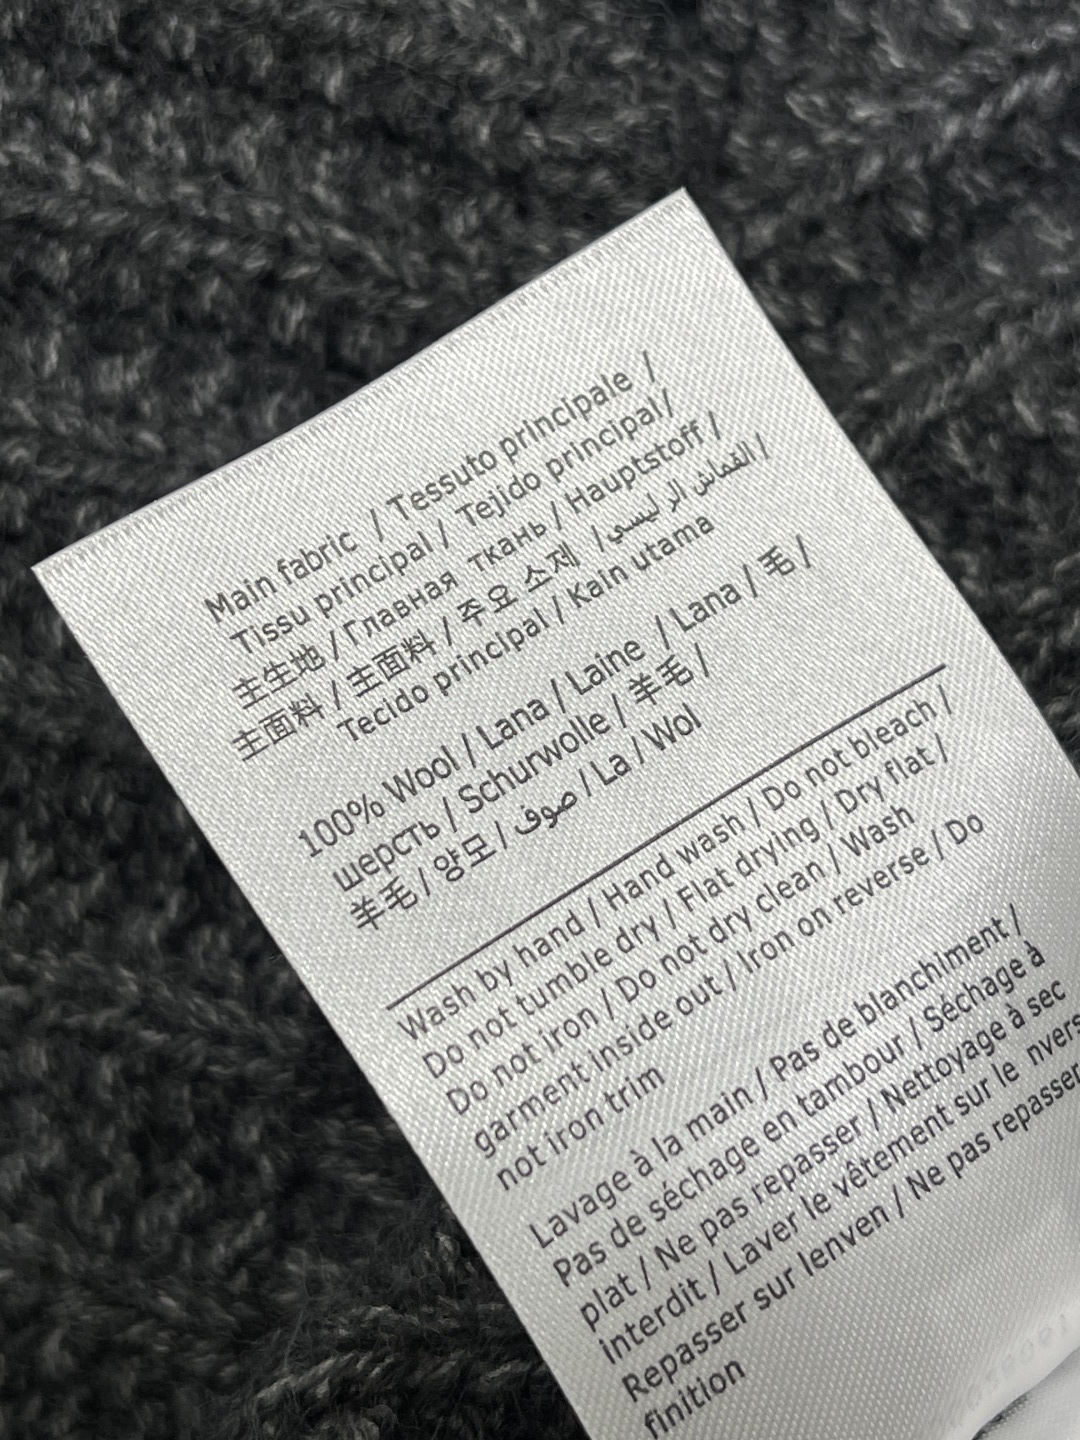 Main fabric / Tessuto principale /
Tissu principal / Tejido principal/
主生地 / Главная ткань / Hauptstoff /
主面料 / 主面料 / 주요 소제 / القماش الرئيسي /
Tecido principal / Kain utama
100% Wool / Lana / Laine / Lana / 毛 /
шерсть / Schurwolle / 羊毛 /
羊毛 / 양모 / صوف / La / Wol
Wash by hand / Hand wash / Do not bleach /
Do not tumble dry / Flat drying / Dry flat /
Do not iron / Do not dry clean / Wash
garment inside out / Iron on reverse / Do
not iron trim
Lavage à la main / Pas de blanchiment /
Pas de séchage en tambour / Séchage à
plat / Ne pas repasser / Nettoyage à sec
interdit / Laver le vêtement sur le nvers
Repasser sur lenven / Ne pas repasser
finition